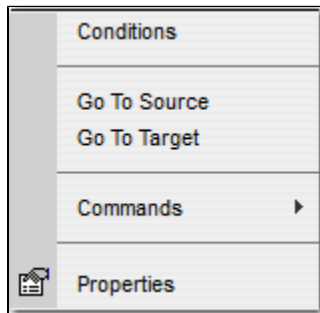 Conditions
Go To Source
Go To Target
Commands
Properties